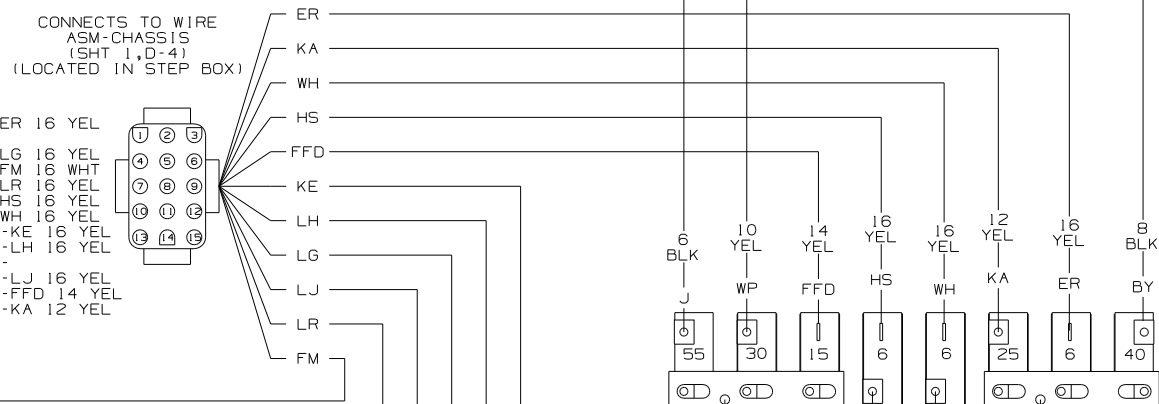 CONNECTS TO WIRE
ASM-CHASSIS
(SHT 1,D-4)
(LOCATED IN STEP BOX)
ER 16 YEL
LG 16 YEL
FM 16 WHT
LR 16 YEL
HS 16 YEL
WH 16 YEL
-KE 16 YEL
-LH 16 YEL
-
-LJ 16 YEL
-FFD 14 YEL
-KA 12 YEL
1 2 3
4 5 6
7 8 9
10 11 12
13 14 15
ER
KA
WH
HS
FFD
KE
LH
LG
LJ
LR
FM
6
BLK
J
55
10
YEL
WP
30
14
YEL
FFD
15
16
YEL
HS
6
16
YEL
WH
6
12
YEL
KA
25
16
YEL
ER
6
8
BLK
BY
40